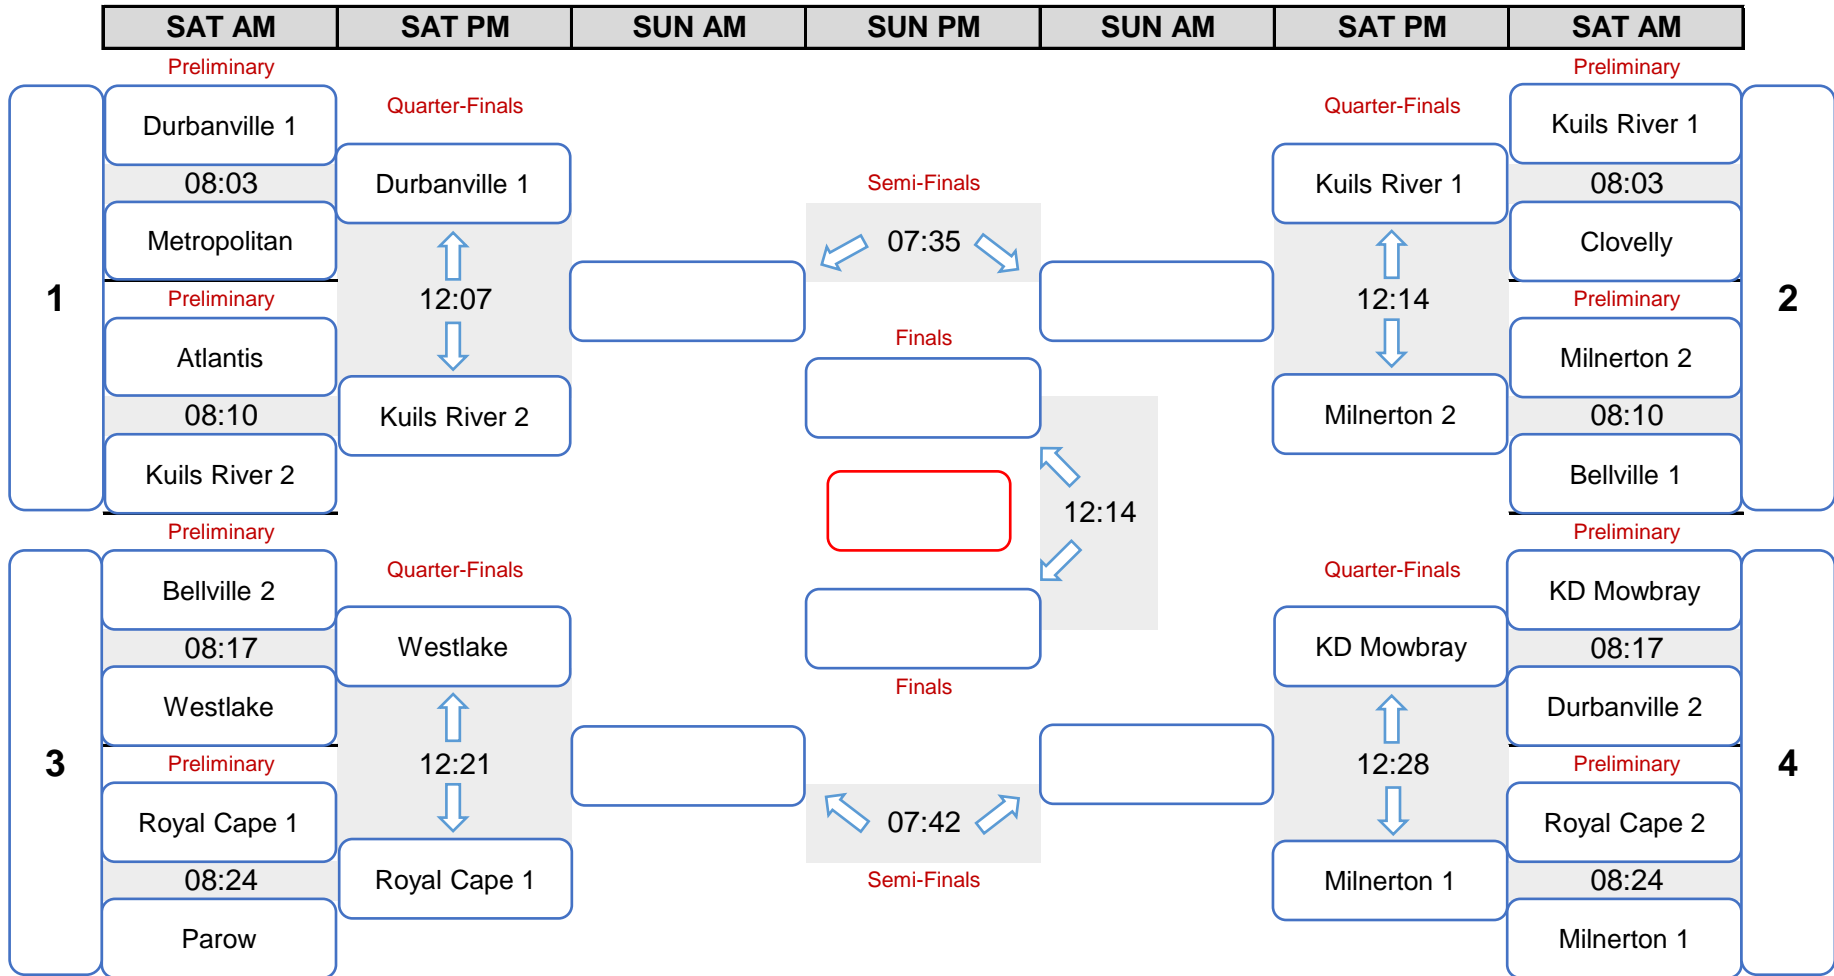 SAT AM SAT PM SUN AM SUN PM SUN AM SAT PM SAT AM
Preliminary Preliminary
Quarter-Finals Quarter-Finals
Durbanville 1 Kuils River 1
Durbanville 1 Semi-Finals Kuils River 1
08:03 08:03
Metropolitan 07:35 Clovelly
1 Preliminary 12:07 12:14 Preliminary 2
Finals
Atlantis Milnerton 2
08:10 Kuils River 2 Milnerton 2 08:10
Kuils River 2 Bellville 1
12:14
Preliminary Preliminary
Quarter-Finals Quarter-Finals
Bellville 2 KD Mowbray
08:17 Westlake KD Mowbray 08:17
Finals
Westlake Durbanville 2
3 Preliminary 12:21 12:28 Preliminary 4
Royal Cape 1 07:42 Royal Cape 2
08:24 Royal Cape 1 Semi-Finals Milnerton 1 08:24
Parow Milnerton 1